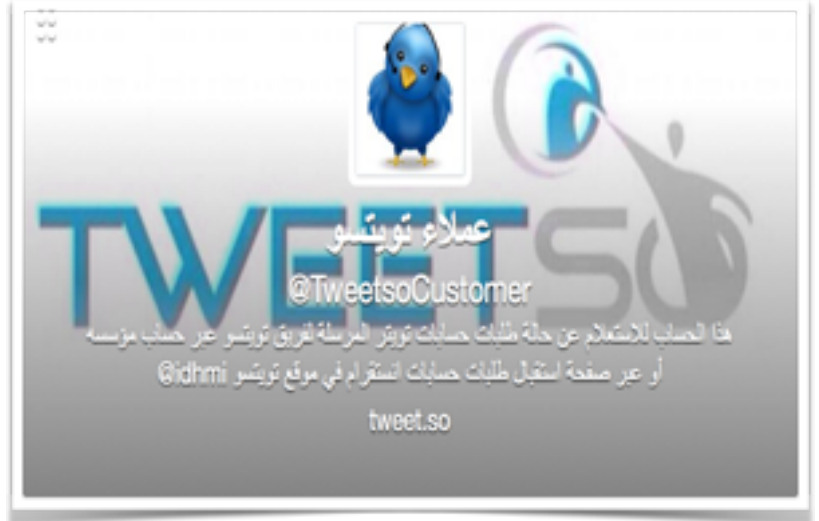 TWEETSO
عملاء تويتسو
@TweetsoCustomer
هذا الحساب للاستعلام عن حالة طلبات حسابات تويتر المرسلة لفريق تويتسو عبر حساب مؤسسه
@idhmi أو عبر صفحة استقبال طلبات حسابات انستقرام في موقع تويتسو
tweet.so